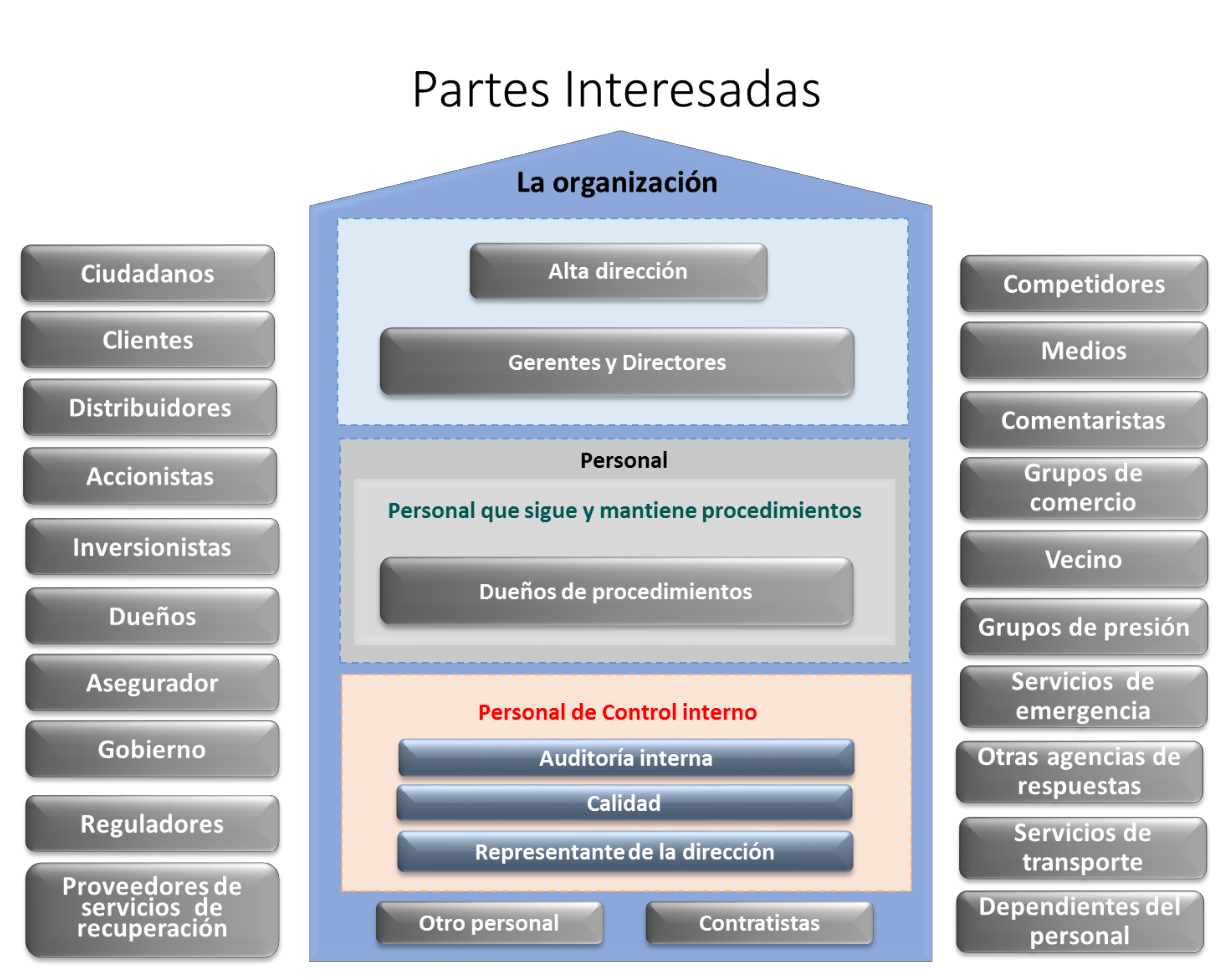 Partes Interesadas
La organización
Alta dirección
Gerentes y Directores
Personal
Personal que sigue y mantiene procedimientos
Dueños de procedimientos
Personal de Control interno
Auditoría interna
Calidad
Representante de la dirección
Otro personal
Contratistas
Ciudadanos
Clientes
Distribuidores
Accionistas
Inversionistas
Dueños
Asegurador
Gobierno
Reguladores
Proveedores de
servicios de
recuperación
Competidores
Medios
Comentaristas
Grupos de
comercio
Vecino
Grupos de presión
Servicios de
emergencia
Otras agencias de
respuestas
Servicios de
transporte
Dependientes del
personal